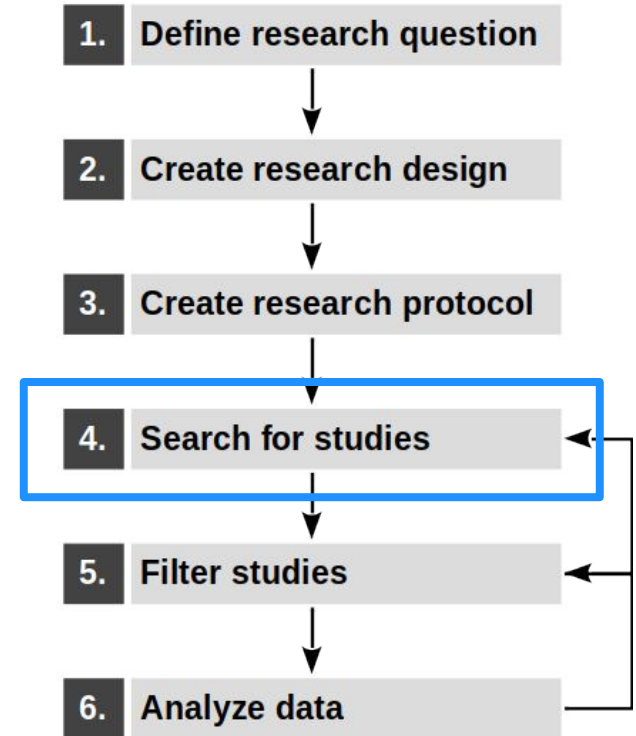 1. Define research question
2. Create research design
3. Create research protocol
4. Search for studies
5. Filter studies
6. Analyze data